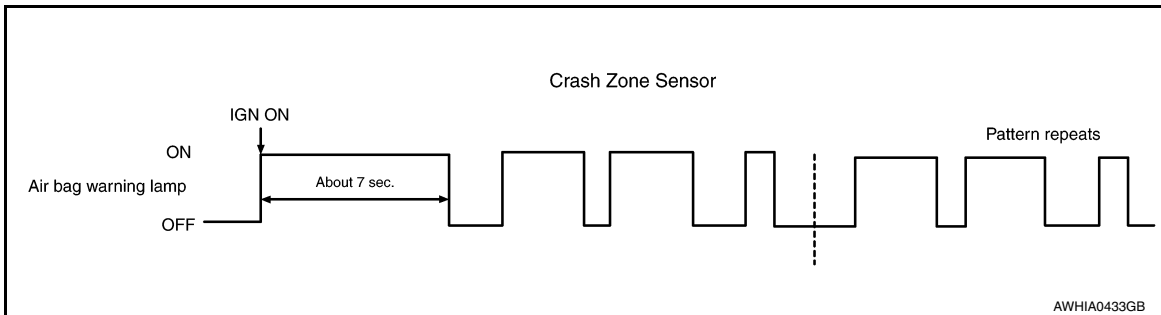 Crash Zone Sensor
IGN ON
Pattern repeats
ON
About 7 sec.
Air bag warning lamp
OFF
AWHIA0433GB